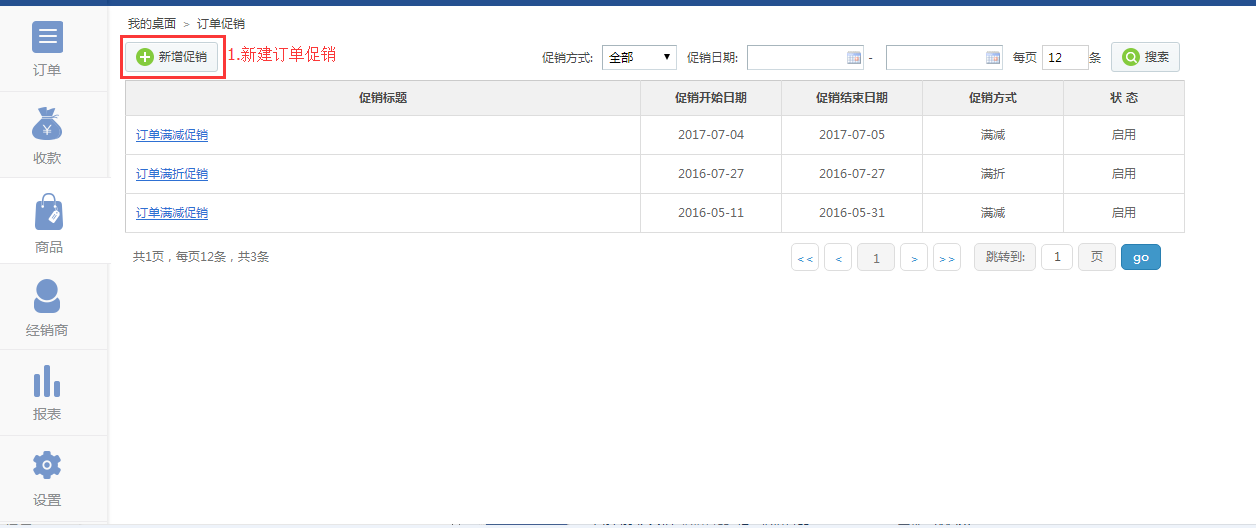 我的桌面 > 订单促销
新增促销 1.新建订单促销 促销方式: 全部 促销日期: - 每页 12 条 搜索
促销标题 促销开始日期 促销结束日期 促销方式 状 态
订单满减促销 2017-07-04 2017-07-05 满减 启用
订单满折促销 2016-07-27 2016-07-27 满折 启用
订单满减促销 2016-05-11 2016-05-31 满减 启用
共1页，每页12条，共3条 << < 1 > >> 跳转到: 1 页 go
订单
¥
收款
商品
经销商
报表
设置